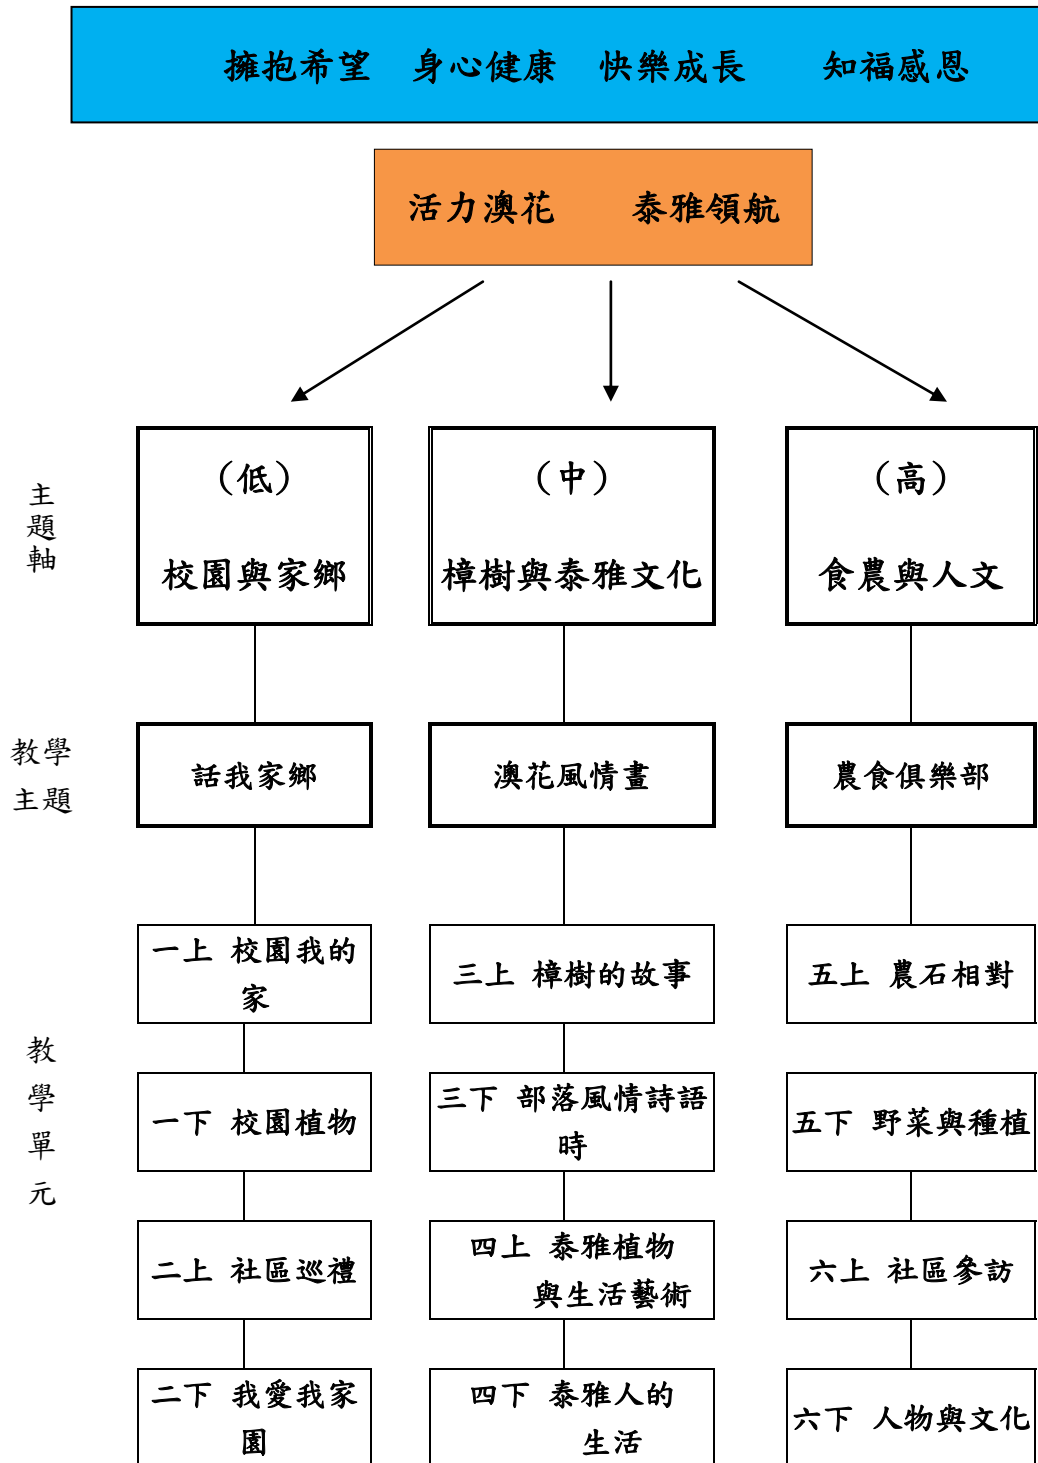 擁抱希望 身心健康 快樂成長 知福感恩
活力澳花 泰雅領航
主
題
軸
（低）
校園與家鄉
（中）
樟樹與泰雅文化
（高）
食農與人文
教學
主題
話我家鄉
澳花風情畫
農食俱樂部
教
學
單
元
一上 校園我的
家
三上 樟樹的故事
五上 農石相對
一下 校園植物
三下 部落風情詩語
時
五下 野菜與種植
二上 社區巡禮
四上 泰雅植物
與生活藝術
六上 社區參訪
二下 我愛我家
園
四下 泰雅人的
生活
六下 人物與文化